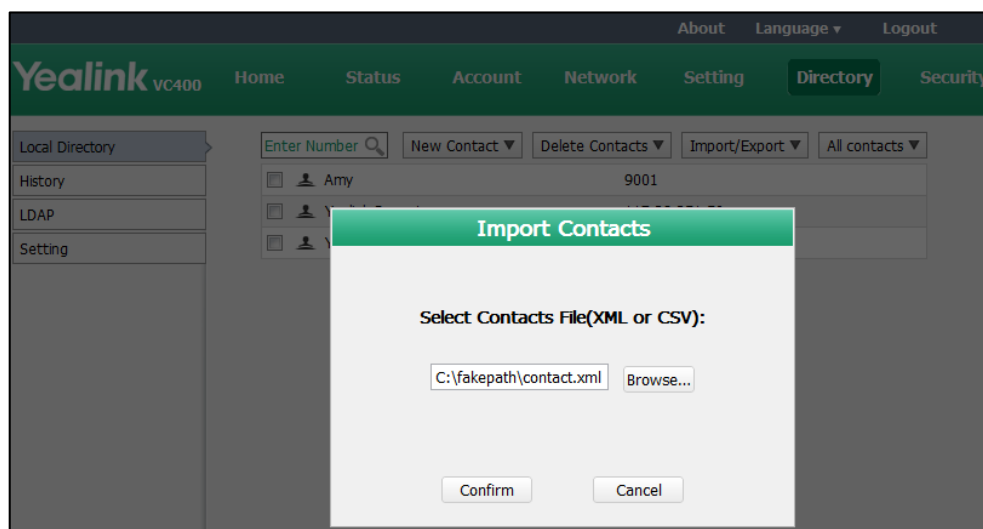 About Language ▾ Logout
Yealink VC400 Home Status Account Network Setting Directory Security
Local Directory
Enter Number New Contact ▼ Delete Contacts ▼ Import/Export ▼ All contacts ▼
History
Amy 9001
LDAP
Setting
Import Contacts
Select Contacts File(XML or CSV):
C:\fakepath\contact.xml Browse...
Confirm Cancel